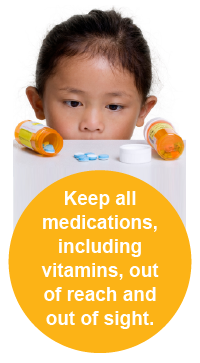 Keep all
medications,
including
vitamins, out
of reach and
out of sight.